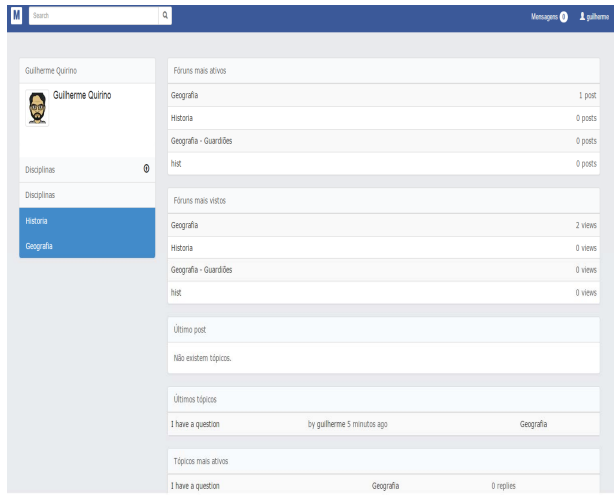 M Search Mensagens 0 guilherme
Guilherme Quirino
Guilherme Quirino
Disciplinas
Disciplinas
Historia
Geografia
Fóruns mais ativos
Geografia 1 post
Historia 0 posts
Geografia - Guardiões 0 posts
hist 0 posts
Fóruns mais vistos
Geografia 2 views
Historia 0 views
Geografia - Guardiões 0 views
hist 0 views
Último post
Não existem tópicos.
Últimos tópicos
I have a question by guilherme 5 minutos ago Geografia
Tópicos mais ativos
I have a question Geografia 0 replies